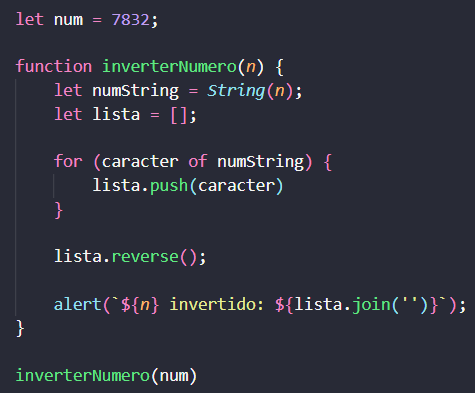 let num = 7832;
function inverterNumero(n) {
let numString = String(n);
let lista = [];
for (caracter of numString) {
lista.push(caracter)
}
lista.reverse();
alert(`${n} invertido: ${lista.join('')}`);
}
inverterNumero(num)